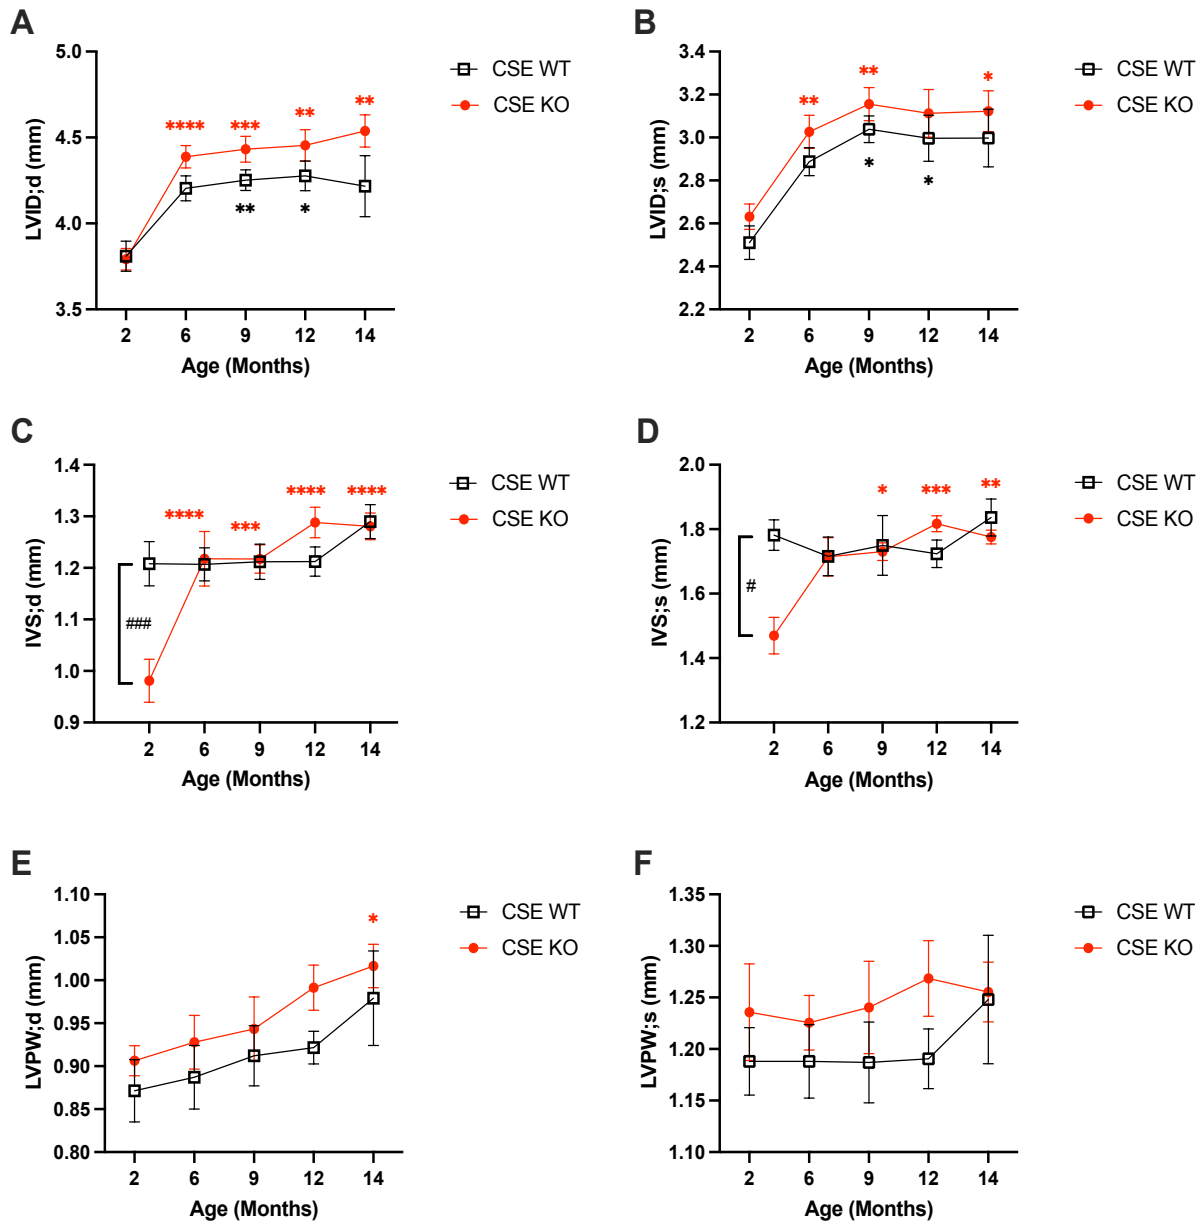 A
5.0
4.5
4.0
3.5
LVID;d (mm)
****
***
**
**
**
*
2 6 9 12 14
Age (Months)
CSE WT
CSE KO
B
3.4
3.2
3.0
2.8
2.6
2.4
2.2
LVID;s (mm)
**
**
*
*
*
2 6 9 12 14
Age (Months)
CSE WT
CSE KO
C
1.4
1.3
1.2
1.1
1.0
0.9
IVS;d (mm)
****
***
****
****
###
2 6 9 12 14
Age (Months)
CSE WT
CSE KO
D
2.0
1.8
1.6
1.4
1.2
IVS;s (mm)
*
***
**
#
2 6 9 12 14
Age (Months)
CSE WT
CSE KO
E
1.10
1.05
1.00
0.95
0.90
0.85
0.80
LVPW;d (mm)
*
2 6 9 12 14
Age (Months)
CSE WT
CSE KO
F
1.35
1.30
1.25
1.20
1.15
1.10
LVPW;s (mm)
2 6 9 12 14
Age (Months)
CSE WT
CSE KO